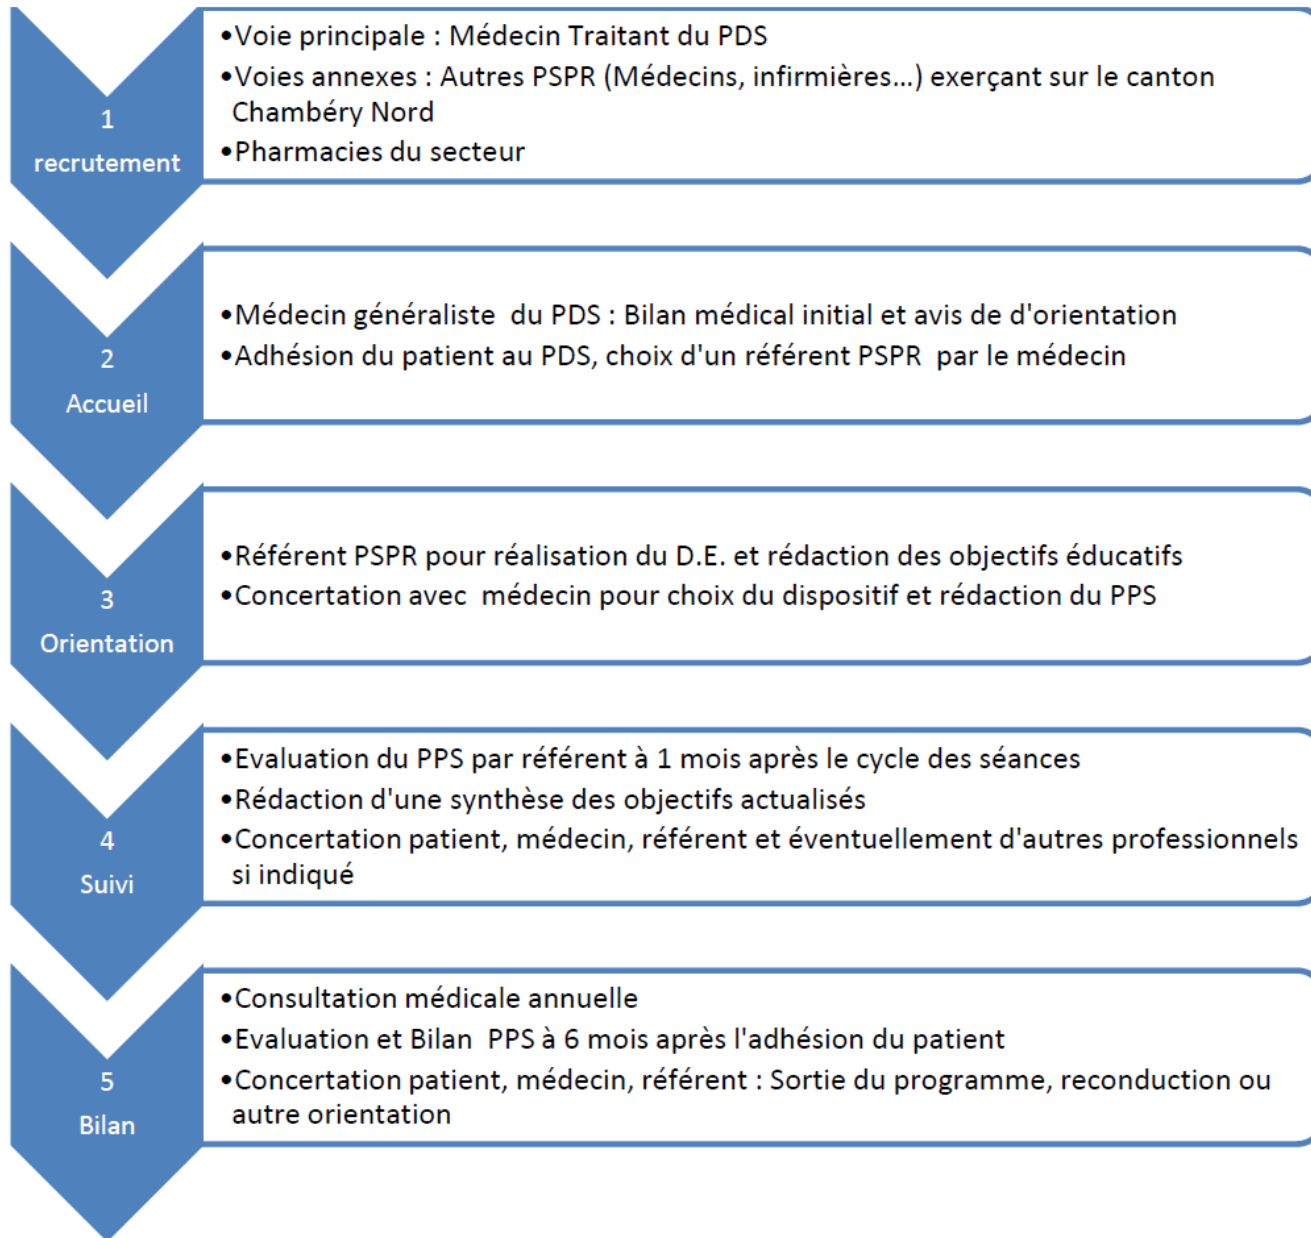 1
recrutement
•Voie principale : Médecin Traitant du PDS
•Voies annexes : Autres PSPR (Médecins, infirmières...) exerçant sur le canton
Chambéry Nord
•Pharmacies du secteur
2
Accueil
•Médecin généraliste du PDS : Bilan médical initial et avis de d'orientation
•Adhésion du patient au PDS, choix d'un référent PSPR par le médecin
3
Orientation
•Référent PSPR pour réalisation du D.E. et rédaction des objectifs éducatifs
•Concertation avec médecin pour choix du dispositif et rédaction du PPS
4
Suivi
•Evaluation du PPS par référent à 1 mois après le cycle des séances
•Rédaction d'une synthèse des objectifs actualisés
•Concertation patient, médecin, référent et éventuellement d'autres professionnels
si indiqué
5
Bilan
•Consultation médicale annuelle
•Evaluation et Bilan PPS à 6 mois après l'adhésion du patient
•Concertation patient, médecin, référent : Sortie du programme, reconduction ou
autre orientation